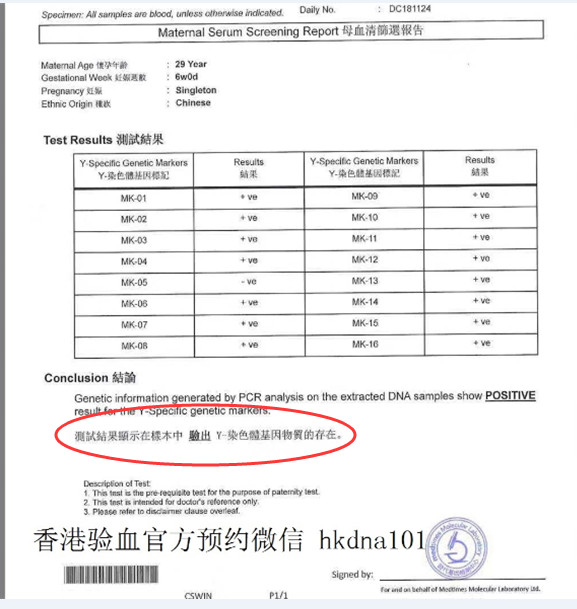 Specimen: All samples are blood, unless otherwise indicated. Daily No. : DC181124
Maternal Serum Screening Report 母血清篩選報告
Maternal Age 懷孕年齡 : 29 Year
Gestational Week 妊娠週數 : 6w0d
Pregnancy 妊娠 : Singleton
Ethnic Origin 種族 : Chinese
Test Results 測試結果
Y-Specific Genetic Markers Results Y-Specific Genetic Markers Results
Y-染色體基因標記 結果 Y-染色體基因標記 結果
MK-01 + ve MK-09 + ve
MK-02 + ve MK-10 + ve
MK-03 + ve MK-11 + ve
MK-04 + ve MK-12 + ve
MK-05 - ve MK-13 + ve
MK-06 + ve MK-14 + ve
MK-07 + ve MK-15 + ve
MK-08 + ve MK-16 + ve
Conclusion 結論
Genetic information generated by PCR analysis on the extracted DNA samples show POSITIVE
result for the Y-Specific genetic markers.
測試結果顯示在樣本中 驗出 Y-染色體基因物質的存在。
Description of Test:
1. This test is the pre-requisite test for the purpose of paternity test.
2. This test is intended for doctor's reference only.
3. Please refer to disclaimer clause overleaf.
香港验血官方预约微信 hkdna101
Signed by:
For and on behalf of Medtimes Molecular Laboratory Ltd.
CSWIN P1/1